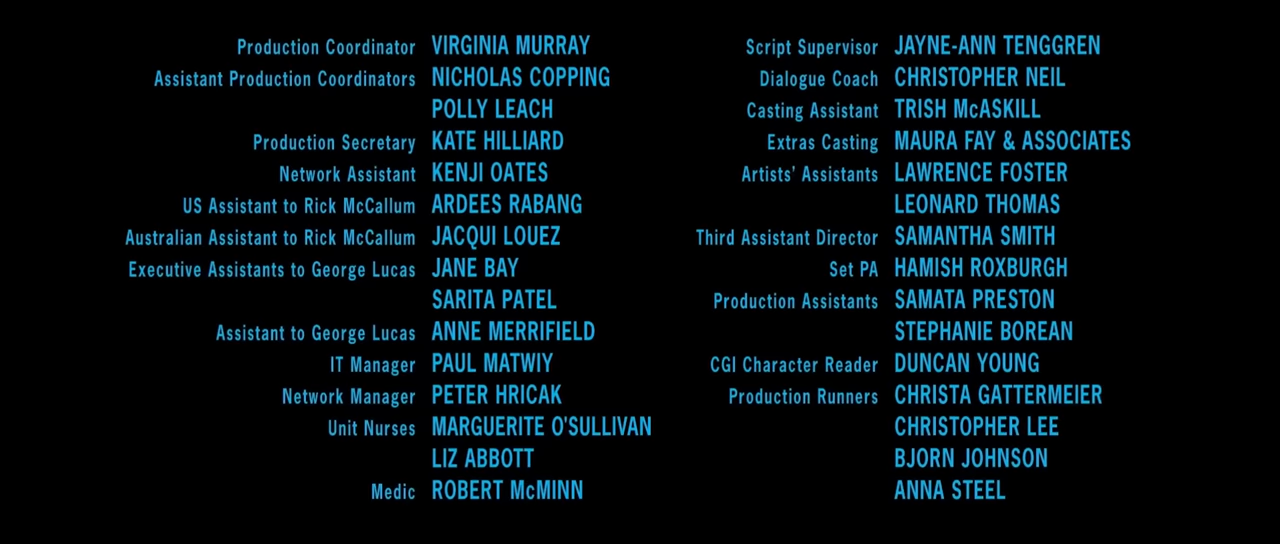 Production Coordinator VIRGINIA MURRAY
Assistant Production Coordinators NICHOLAS COPPING
POLLY LEACH
Production Secretary KATE HILLIARD
Network Assistant KENJI OATES
US Assistant to Rick McCallum ARDEES RABANG
Australian Assistant to Rick McCallum JACQUI LOUEZ
Executive Assistants to George Lucas JANE BAY
SARITA PATEL
Assistant to George Lucas ANNE MERRIFIELD
IT Manager PAUL MATWIY
Network Manager PETER HRICAK
Unit Nurses MARGUERITE O'SULLIVAN
LIZ ABBOTT
Medic ROBERT McMINN
Script Supervisor JAYNE-ANN TENGGREN
Dialogue Coach CHRISTOPHER NEIL
Casting Assistant TRISH McASKILL
Extras Casting MAURA FAY & ASSOCIATES
Artists' Assistants LAWRENCE FOSTER
LEONARD THOMAS
Third Assistant Director SAMANTHA SMITH
Set PA HAMISH ROXBURGH
Production Assistants SAMATA PRESTON
STEPHANIE BOREAN
CGI Character Reader DUNCAN YOUNG
Production Runners CHRISTA GATTERMEIER
CHRISTOPHER LEE
BJORN JOHNSON
ANNA STEEL